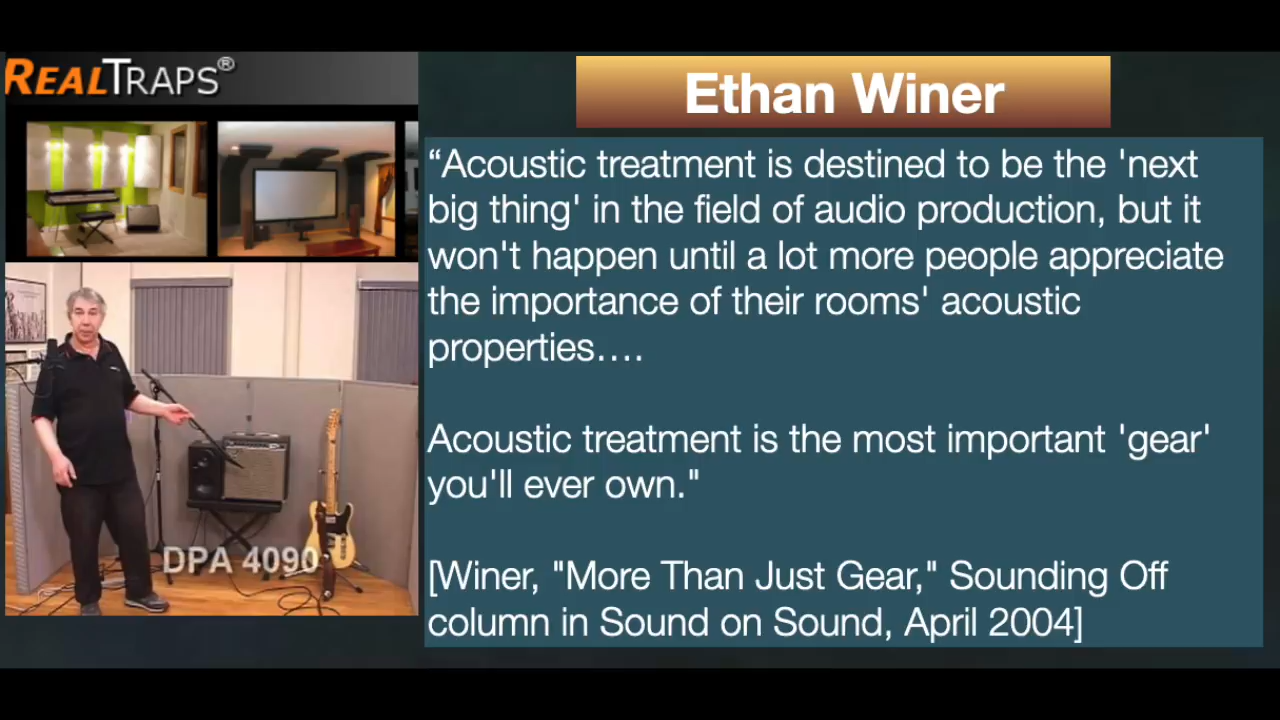 REALTRAPS®
Ethan Winer
“Acoustic treatment is destined to be the 'next
big thing' in the field of audio production, but it
won't happen until a lot more people appreciate
the importance of their rooms' acoustic
properties….
Acoustic treatment is the most important 'gear'
you'll ever own."
[Winer, "More Than Just Gear," Sounding Off
column in Sound on Sound, April 2004]
DPA 4090